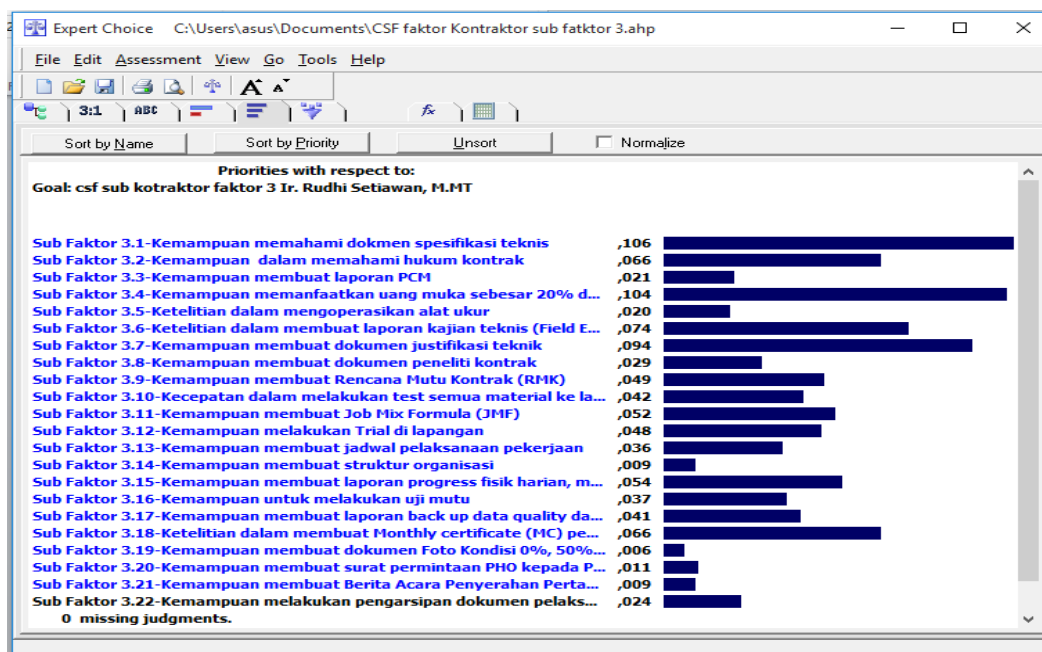 Expert Choice C:\Users\asus\Documents\CSF faktor Kontraktor sub fatktor 3.ahp
File Edit Assessment View Go Tools Help
A A
3:1 ABC fx
Sort by Name Sort by Priority Unsort Normalize
Priorities with respect to:
Goal: csf sub kotraktor faktor 3 Ir. Rudhi Setiawan, M.MT
Sub Faktor 3.1-Kemampuan memahami dokmen spesifikasi teknis ,106
Sub Faktor 3.2-Kemampuan dalam memahami hukum kontrak ,066
Sub Faktor 3.3-Kemampuan membuat laporan PCM ,021
Sub Faktor 3.4-Kemampuan memanfaatkan uang muka sebesar 20% d... ,104
Sub Faktor 3.5-Ketelitian dalam mengoperasikan alat ukur ,020
Sub Faktor 3.6-Ketelitian dalam membuat laporan kajian teknis (Field E... ,074
Sub Faktor 3.7-Kemampuan membuat dokumen justifikasi teknik ,094
Sub Faktor 3.8-Kemampuan membuat dokumen peneliti kontrak ,029
Sub Faktor 3.9-Kemampuan membuat Rencana Mutu Kontrak (RMK) ,049
Sub Faktor 3.10-Kecepatan dalam melakukan test semua material ke la... ,042
Sub Faktor 3.11-Kemampuan membuat Job Mix Formula (JMF) ,052
Sub Faktor 3.12-Kemampuan melakukan Trial di lapangan ,048
Sub Faktor 3.13-Kemampuan membuat jadwal pelaksanaan pekerjaan ,036
Sub Faktor 3.14-Kemampuan membuat struktur organisasi ,009
Sub Faktor 3.15-Kemampuan membuat laporan progress fisik harian, m... ,054
Sub Faktor 3.16-Kemampuan untuk melakukan uji mutu ,037
Sub Faktor 3.17-Kemampuan membuat laporan back up data quality da... ,041
Sub Faktor 3.18-Ketelitian dalam membuat Monthly certificate (MC) pe... ,066
Sub Faktor 3.19-Kemampuan membuat dokumen Foto Kondisi 0%, 50%... ,006
Sub Faktor 3.20-Kemampuan membuat surat permintaan PHO kepada P... ,011
Sub Faktor 3.21-Kemampuan membuat Berita Acara Penyerahan Perta... ,009
Sub Faktor 3.22-Kemampuan melakukan pengarsipan dokumen pelaks... ,024
0 missing judgments.